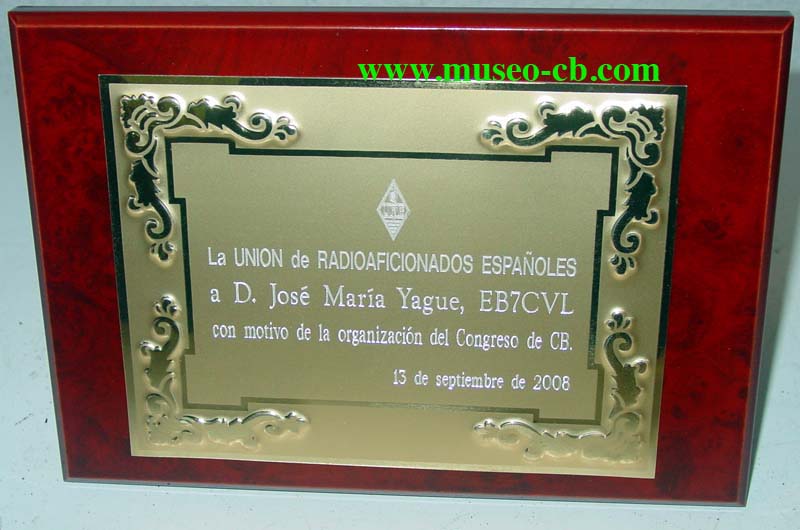 www.museo-cb.com
La UNION de RADIOAFICIONADOS ESPAÑOLES
a D. José María Yague, EB7CVL
con motivo de la organización del Congreso de CB.
13 de septiembre de 2008